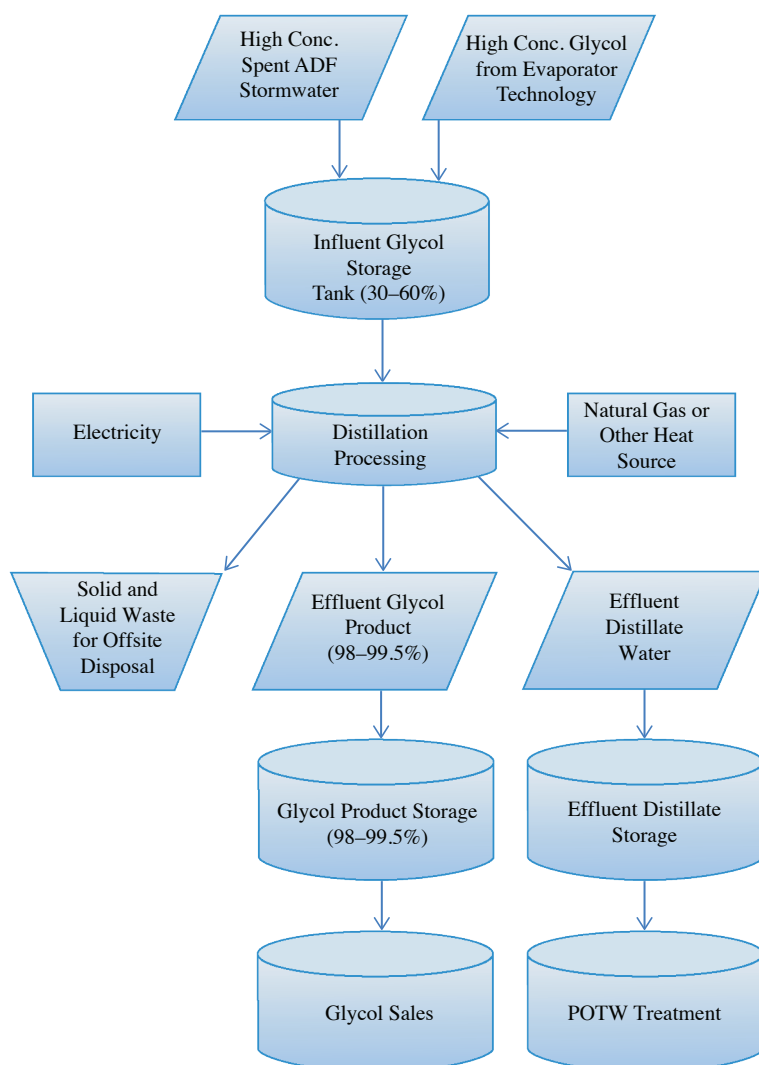 High Conc.
Spent ADF
Stormwater
High Conc. Glycol
from Evaporator
Technology
Influent Glycol
Storage
Tank (30–60%)
Electricity
Distillation
Processing
Natural Gas or
Other Heat
Source
Solid and
Liquid Waste
for Offsite
Disposal
Effluent Glycol
Product
(98–99.5%)
Effluent
Distillate
Water
Glycol Product Storage
(98–99.5%)
Effluent Distillate
Storage
Glycol Sales
POTW Treatment